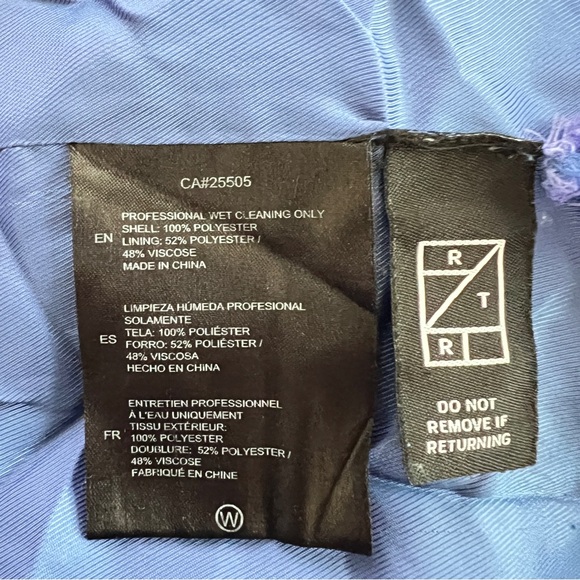 CA#25505
PROFESSIONAL WET CLEANING ONLY
SHELL: 100% POLYESTER
EN LINING: 52% POLYESTER /
48% VISCOSE
MADE IN CHINA
LIMPIEZA HÚMEDA PROFESIONAL
SOLAMENTE
TELA: 100% POLIÉSTER
ES FORRO: 52% POLIÉSTER /
48% VISCOSA
HECHO EN CHINA
ENTRETIEN PROFESSIONNEL
À L'EAU UNIQUEMENT
TISSU EXTÉRIEUR:
FR 100% POLYESTER
DOUBLURE: 52% POLYESTER /
48% VISCOSE
FABRIQUÉ EN CHINE
W
R
T
R
DO NOT
REMOVE IF
RETURNING